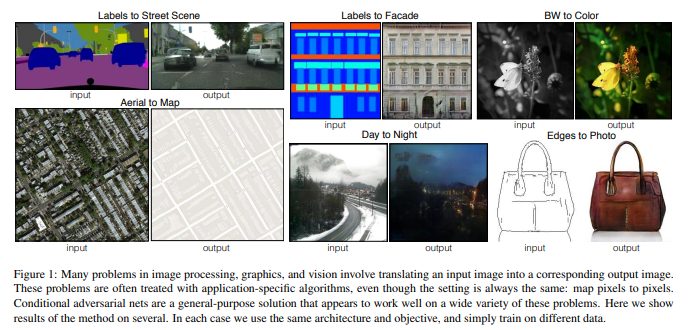 Labels to Street Scene
input
output
Labels to Facade
input
output
BW to Color
input
output
Aerial to Map
input
output
Day to Night
input
output
Edges to Photo
input
output
Figure 1: Many problems in image processing, graphics, and vision involve translating an input image into a corresponding output image.
These problems are often treated with application-specific algorithms, even though the setting is always the same: map pixels to pixels.
Conditional adversarial nets are a general-purpose solution that appears to work well on a wide variety of these problems. Here we show
results of the method on several. In each case we use the same architecture and objective, and simply train on different data.